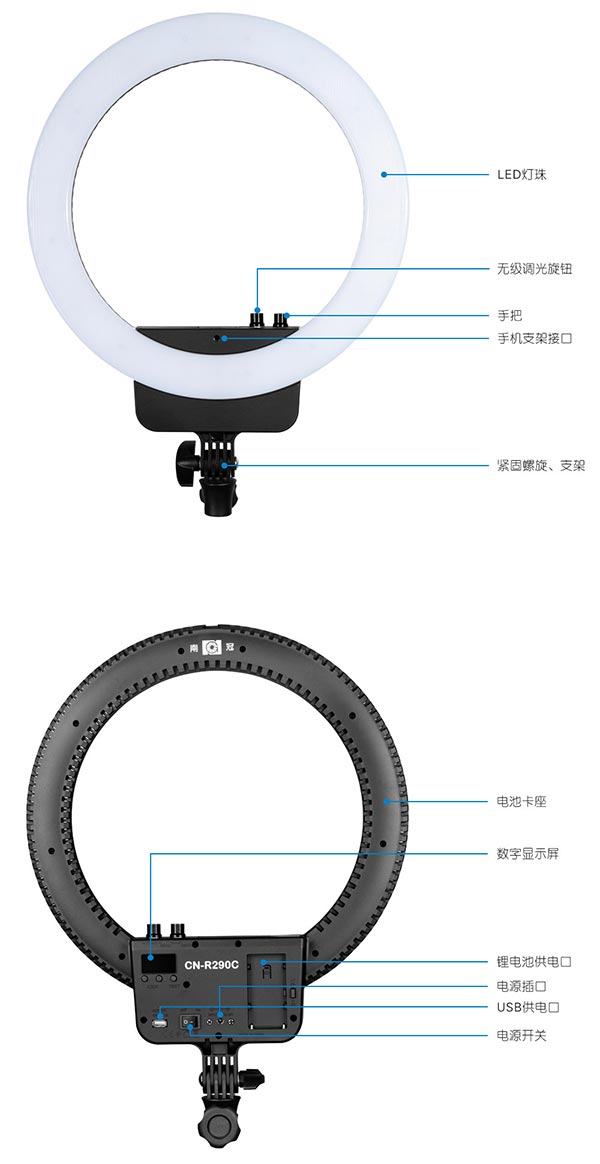 LED灯珠
无级调光旋钮
手把
手机支架接口
紧固螺旋、支架
南冠
电池卡座
数字显示屏
CN-R290C
锂电池供电口
电源插口
USB供电口
电源开关